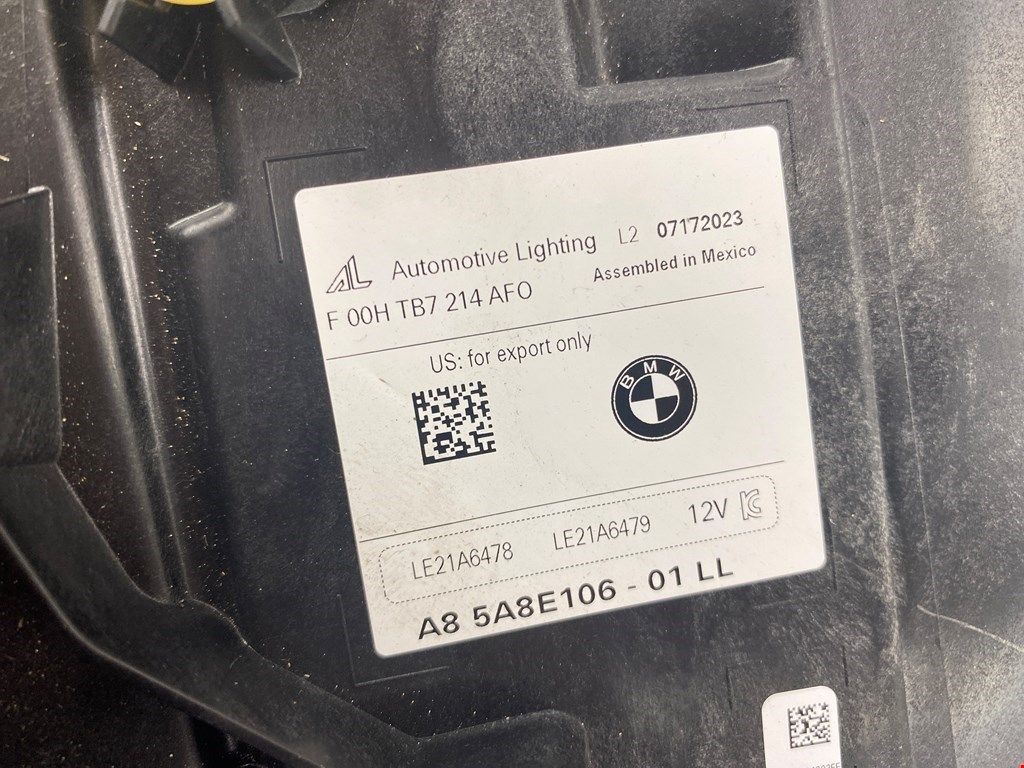 Automotive Lighting L2 07172023
F 00H TB7 214 AFO Assembled in Mexico
US: for export only
BMW
LE21A6478 LE21A6479 12V
A8 5A8E106 - 01 LL